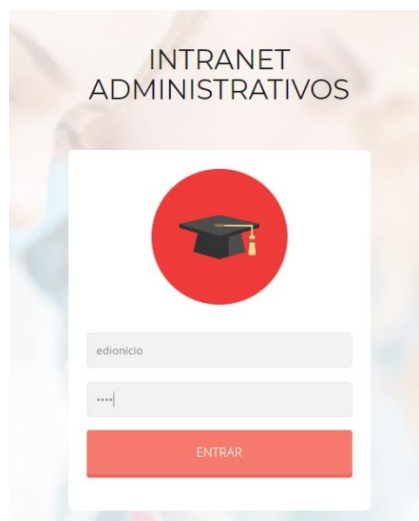 INTRANET
ADMINISTRATIVOS
edionicio
••••
ENTRAR